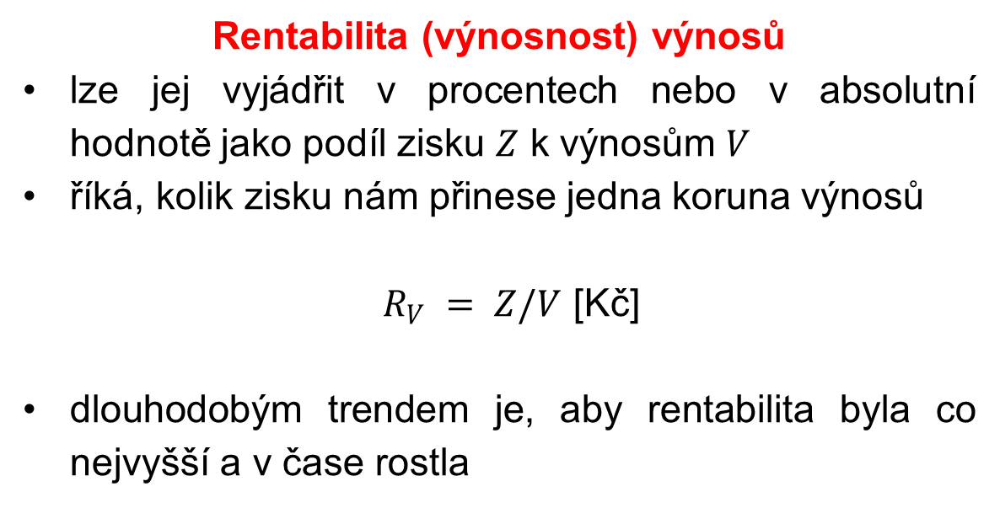 Rentabilita (výnosnost) výnosů
• lze jej vyjádřit v procentech nebo v absolutní
hodnotě jako podíl zisku Z k výnosům V
• říká, kolik zisku nám přinese jedna koruna výnosů
R_V = Z/V [Kč]
• dlouhodobým trendem je, aby rentabilita byla co
nejvyšší a v čase rostla